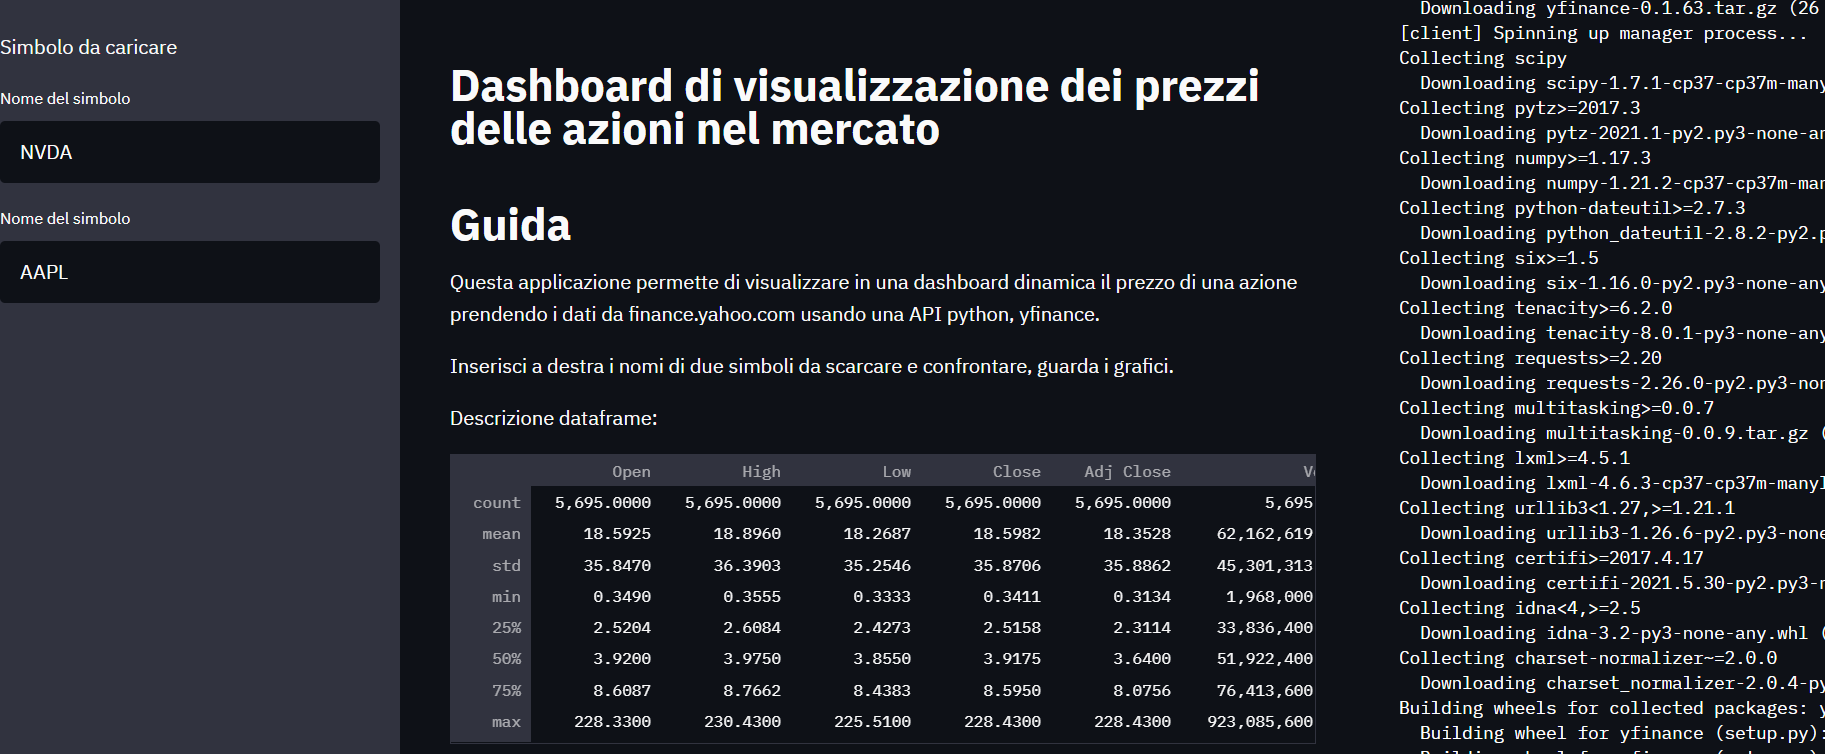 Simbolo da caricare
Nome del simbolo
NVDA
Nome del simbolo
AAPL
Dashboard di visualizzazione dei prezzi
delle azioni nel mercato
Guida
Questa applicazione permette di visualizzare in una dashboard dinamica il prezzo di una azione
prendendo i dati da finance.yahoo.com usando una API python, yfinance.
Inserisci a destra i nomi di due simboli da scarcare e confrontare, guarda i grafici.
Descrizione dataframe:
Open High Low Close Adj Close
count 5,695.0000 5,695.0000 5,695.0000 5,695.0000 5,695.0000 5,695
mean 18.5925 18.8960 18.2687 18.5982 18.3528 62,162,619
std 35.8470 36.3903 35.2546 35.8706 35.8862 45,301,313
min 0.3490 0.3555 0.3333 0.3411 0.3134 1,968,000
25% 2.5204 2.6084 2.4273 2.5158 2.3114 33,836,400
50% 3.9200 3.9750 3.8550 3.9175 3.6400 51,922,400
75% 8.6087 8.7662 8.4383 8.5950 8.0756 76,413,600
max 228.3300 230.4300 225.5100 228.4300 228.4300 923,085,600
Downloading yfinance-0.1.63.tar.gz (26
[client] Spinning up manager process...
Collecting scipy
Downloading scipy-1.7.1-cp37-cp37m-many
Collecting pytz>=2017.3
Downloading pytz-2021.1-py2.py3-none-an
Collecting numpy>=1.17.3
Downloading numpy-1.21.2-cp37-cp37m-man
Collecting python-dateutil>=2.7.3
Downloading python_dateutil-2.8.2-py2.p
Collecting six>=1.5
Downloading six-1.16.0-py2.py3-none-any
Collecting tenacity>=6.2.0
Downloading tenacity-8.0.1-py3-none-any
Collecting requests>=2.20
Downloading requests-2.26.0-py2.py3-non
Collecting multitasking>=0.0.7
Downloading multitasking-0.0.9.tar.gz (
Collecting lxml>=4.5.1
Downloading lxml-4.6.3-cp37-cp37m-manyl
Collecting urllib3<1.27,>=1.21.1
Downloading urllib3-1.26.6-py2.py3-none
Collecting certifi>=2017.4.17
Downloading certifi-2021.5.30-py2.py3-n
Collecting idna<4,>=2.5
Downloading idna-3.2-py3-none-any.whl (
Collecting charset-normalizer~=2.0.0
Downloading charset_normalizer-2.0.4-py
Building wheels for collected packages: y
Building wheel for yfinance (setup.py):